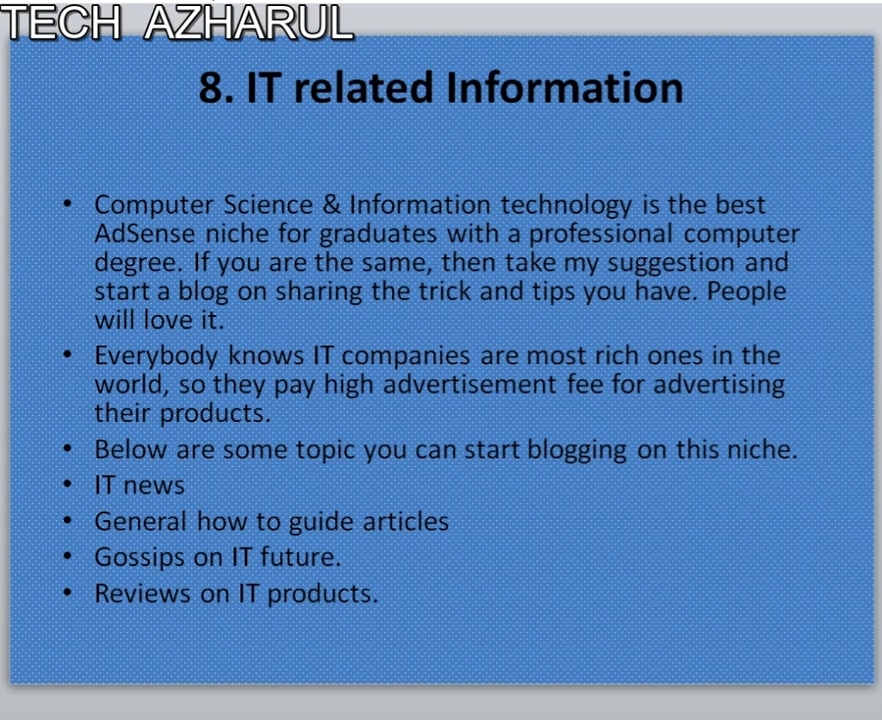 TECH AZHARUL
8. IT related Information
• Computer Science & Information technology is the best
AdSense niche for graduates with a professional computer
degree. If you are the same, then take my suggestion and
start a blog on sharing the trick and tips you have. People
will love it.
• Everybody knows IT companies are most rich ones in the
world, so they pay high advertisement fee for advertising
their products.
• Below are some topic you can start blogging on this niche.
• IT news
• General how to guide articles
• Gossips on IT future.
• Reviews on IT products.